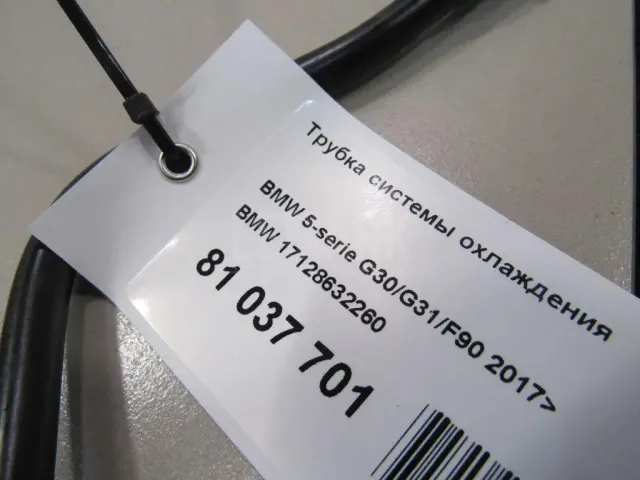 Трубка системы охлаждения
BMW 5-serie G30/G31/F90 2017>
BMW 17128632260
81 037 701